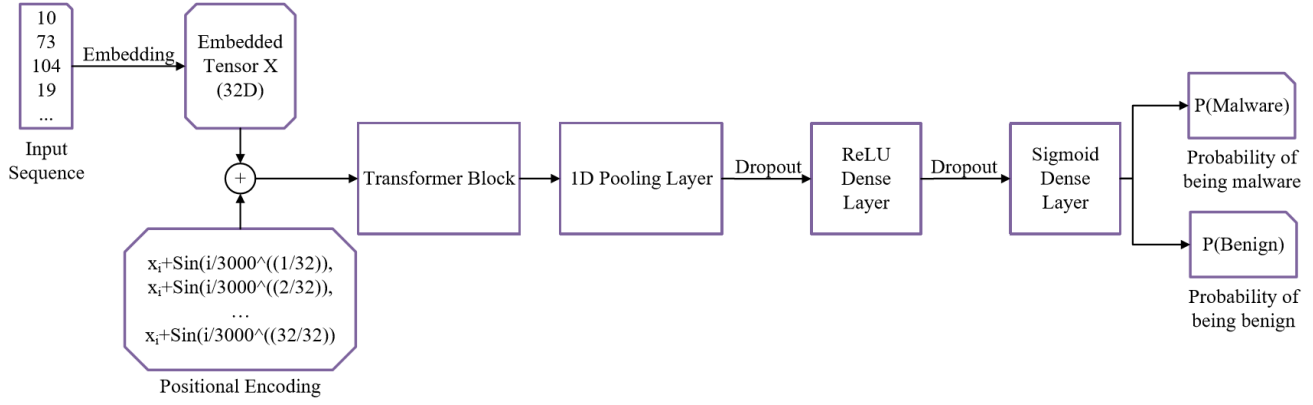 10
73
104
19
...
Input
Sequence
Embedding
Embedded
Tensor X
(32D)
+
xi+Sin(i/3000^((1/32)),
xi+Sin(i/3000^((2/32)),
…
xi+Sin(i/3000^((32/32))
Positional Encoding
Transformer Block
1D Pooling Layer
Dropout
ReLU
Dense
Layer
Dropout
Sigmoid
Dense
Layer
P(Malware)
Probability of
being malware
P(Benign)
Probability of
being benign